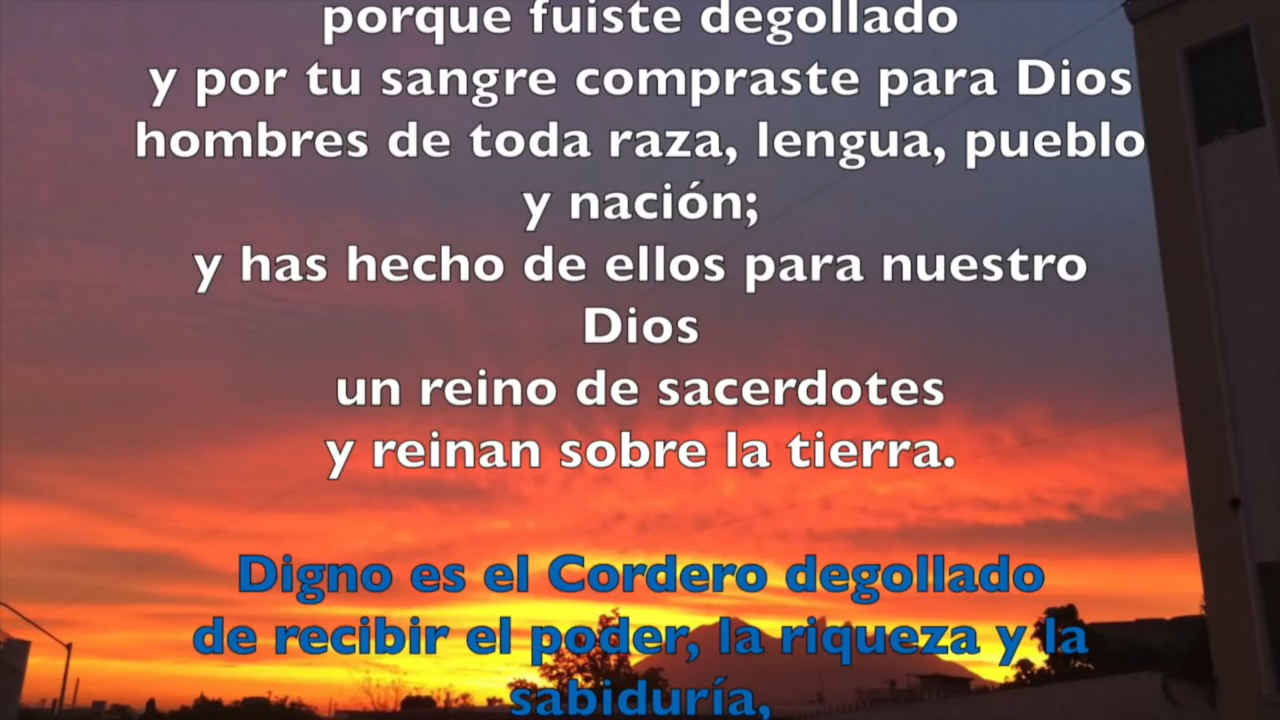 porque fuiste degollado
y por tu sangre compraste para Dios
hombres de toda raza, lengua, pueblo
y nación;
y has hecho de ellos para nuestro
Dios
un reino de sacerdotes
y reinan sobre la tierra.
Digno es el Cordero degollado
de recibir el poder, la riqueza y la
sabiduría,